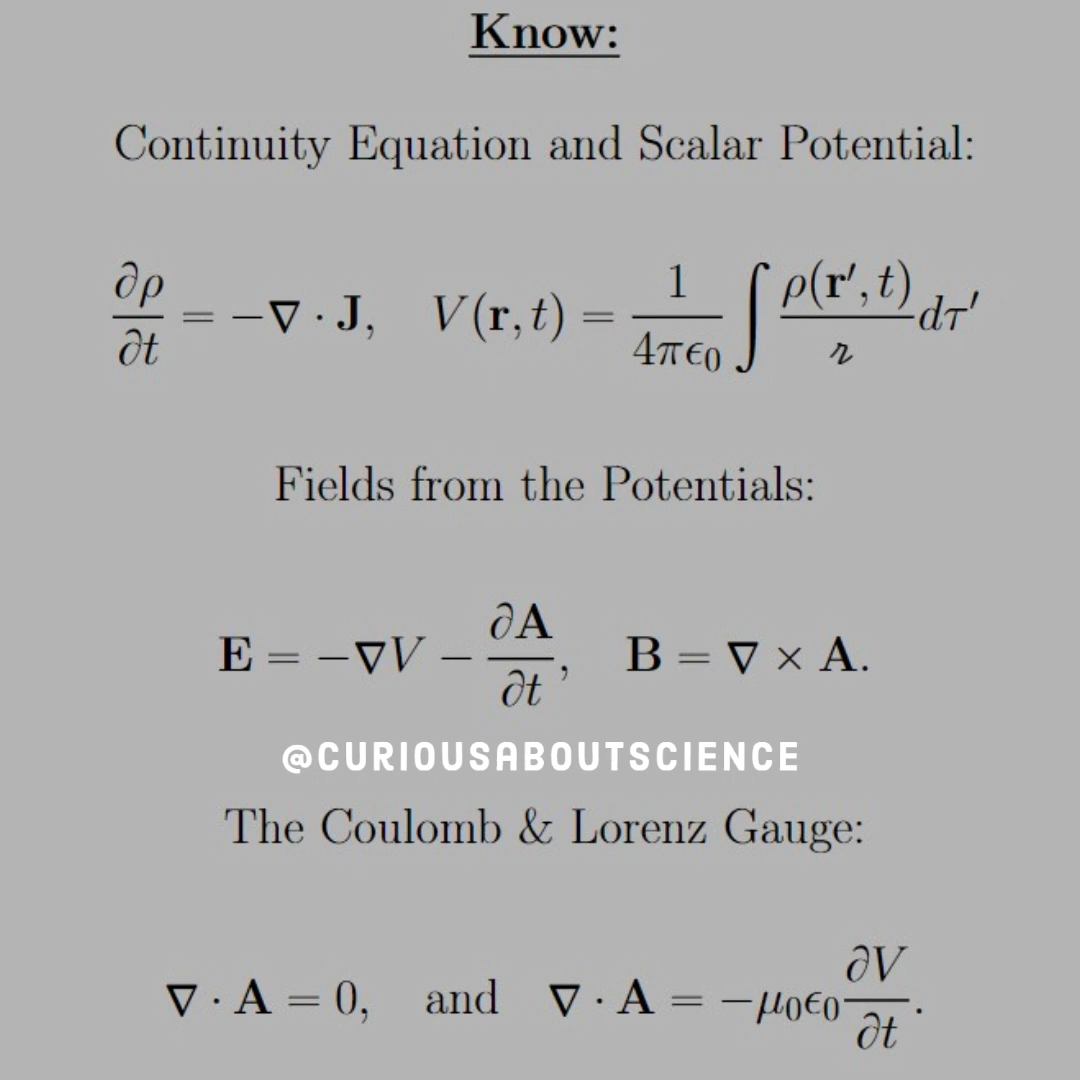 Know:
Continuity Equation and Scalar Potential:
∂ρ/∂t = −∇ · J, V(r, t) = 1/4πϵ₀ ∫ ρ(r′, t)/𝓇 dτ′
Fields from the Potentials:
E = −∇V − ∂A/∂t, B = ∇ × A.
@CURIOUSABOUTSCIENCE
The Coulomb & Lorenz Gauge:
∇ · A = 0, and ∇ · A = −μ₀ϵ₀ ∂V/∂t.